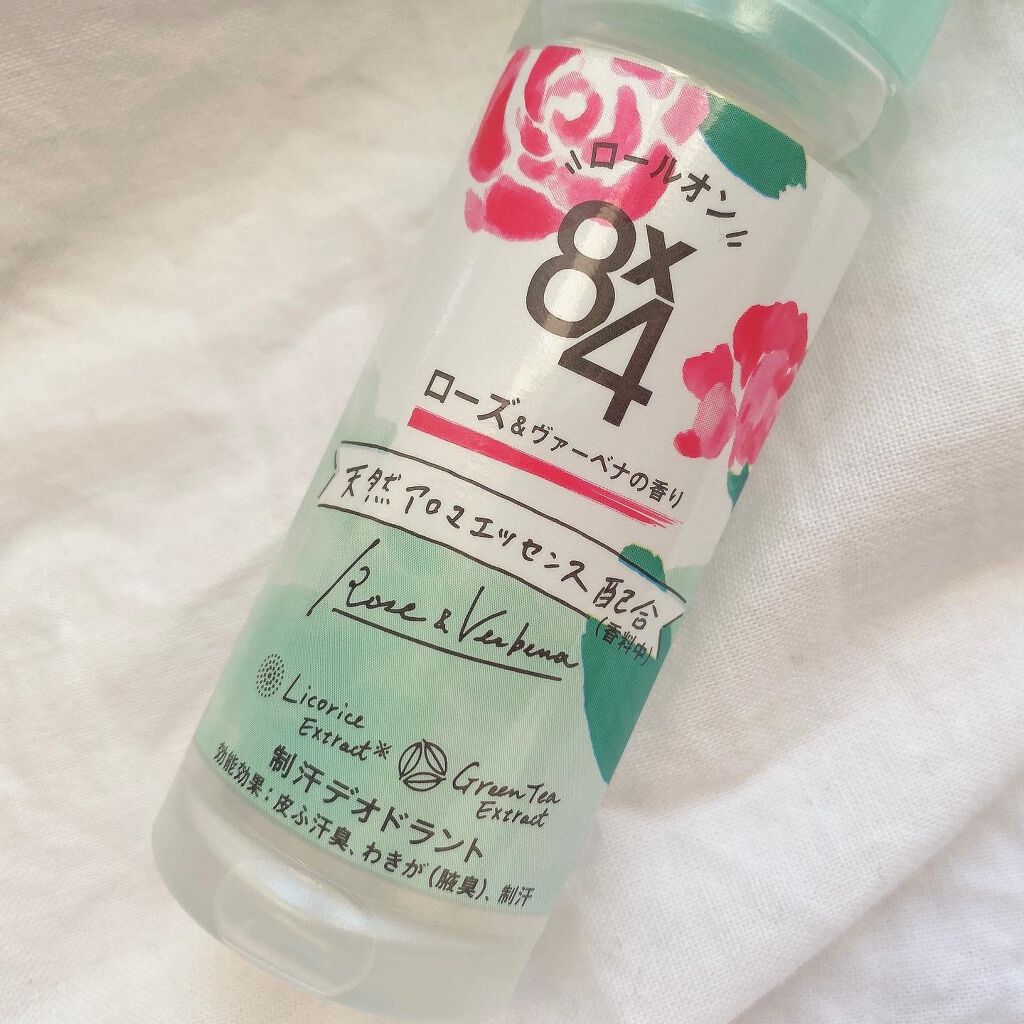 ロールオン
8x4
ローズ&ヴァーベナの香り
天然アロマエッセンス配合
(香料中)
Rose & Verbena
Licorice
Extract※
Green Tea
Extract
制汗デオドラント
効能効果:皮ふ汗臭、わきが(腋臭)、制汗